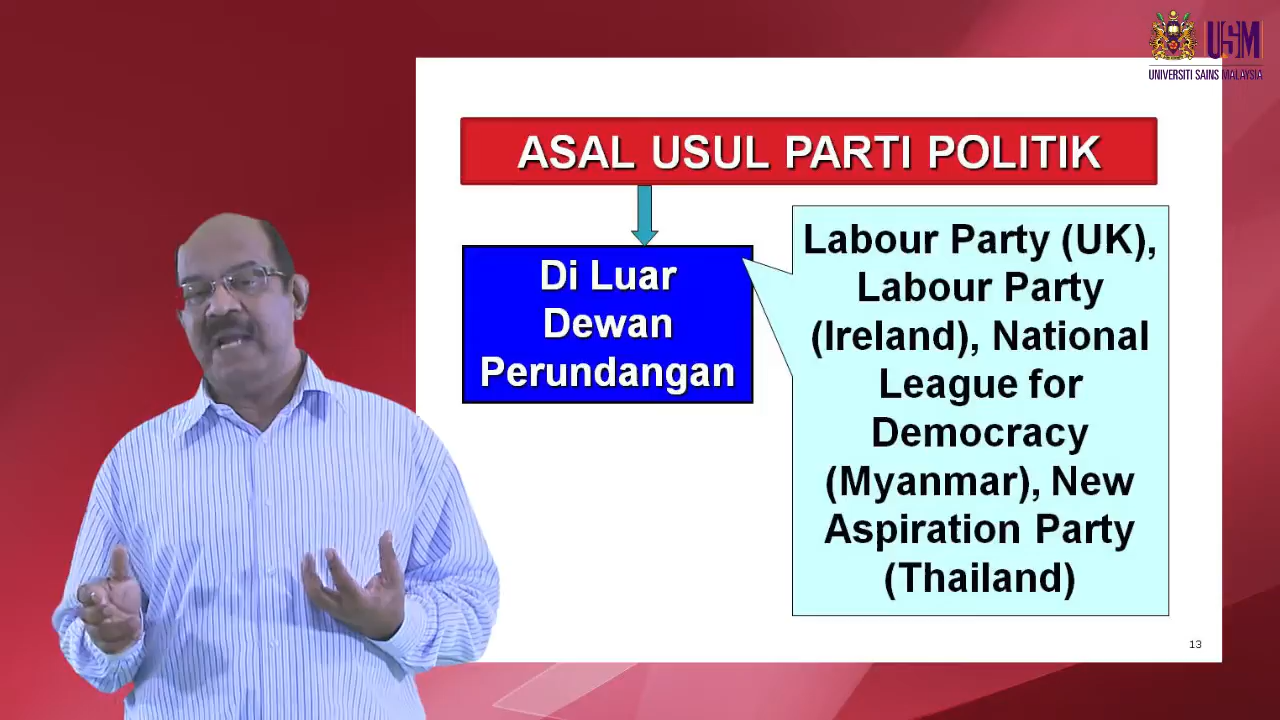 USM
UNIVERSITI SAINS MALAYSIA
ASAL USUL PARTI POLITIK
Di Luar
Dewan
Perundangan
Labour Party (UK),
Labour Party
(Ireland), National
League for
Democracy
(Myanmar), New
Aspiration Party
(Thailand)
13